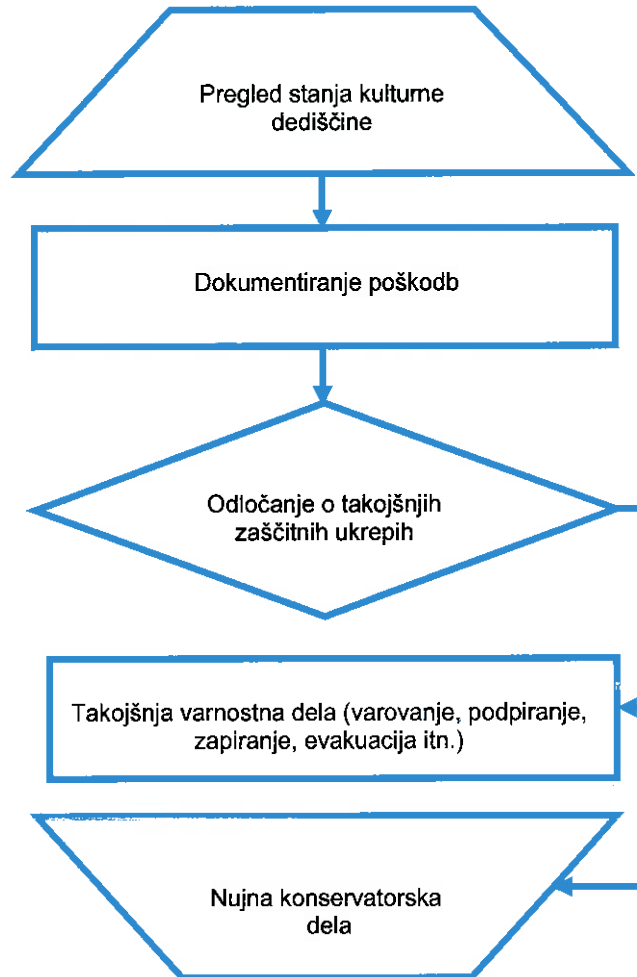 Pregled stanja kulturne
dediščine
Dokumentiranje poškodb
Odločanje o takojšnjih
zaščitnih ukrepih
Takojšnja varnostna dela (varovanje, podpiranje,
zapiranje, evakuacija itn.)
Nujna konservatorska
dela